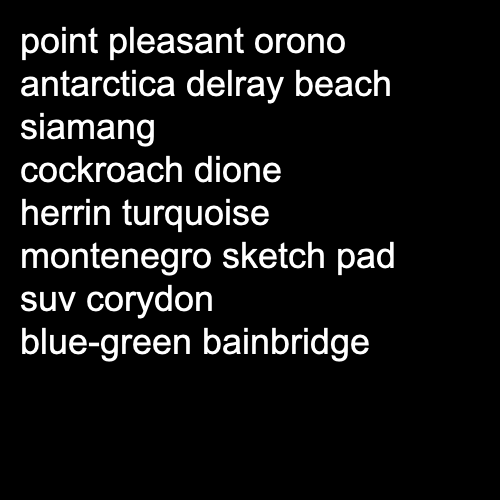 point pleasant orono
antarctica delray beach
siamang
cockroach dione
herrin turquoise
montenegro sketch pad
suv corydon
blue-green bainbridge